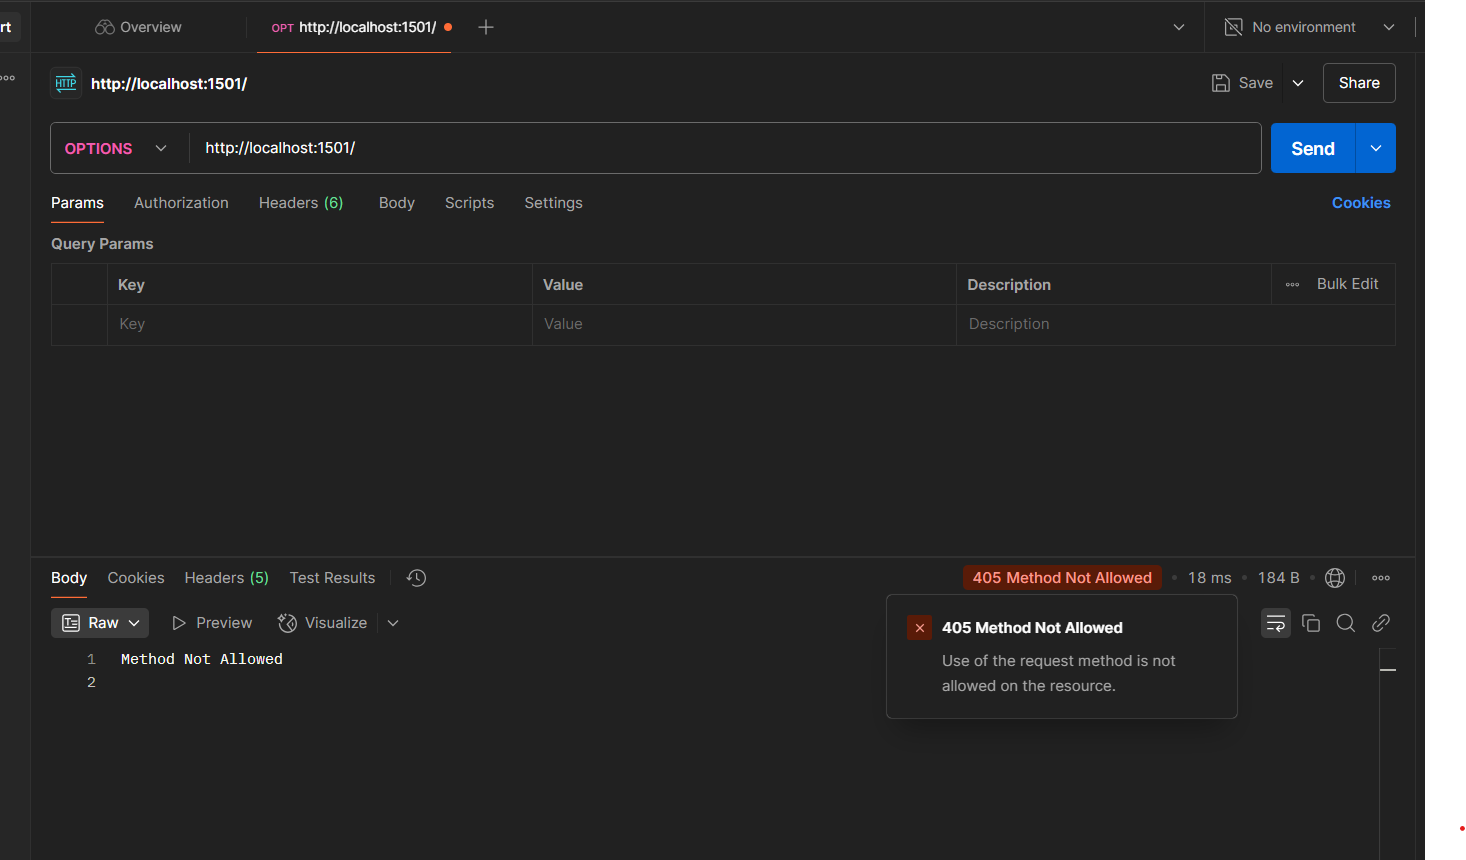 rt
Overview
OPT http://localhost:1501/
No environment
HTTP http://localhost:1501/
Save
Share
OPTIONS
http://localhost:1501/
Send
Params Authorization Headers (6) Body Scripts Settings
Cookies
Query Params
Key Value Description Bulk Edit
Key Value Description
Body Cookies Headers (5) Test Results
405 Method Not Allowed 18 ms 184 B
Raw Preview Visualize
405 Method Not Allowed
Use of the request method is not
allowed on the resource.
1 Method Not Allowed
2